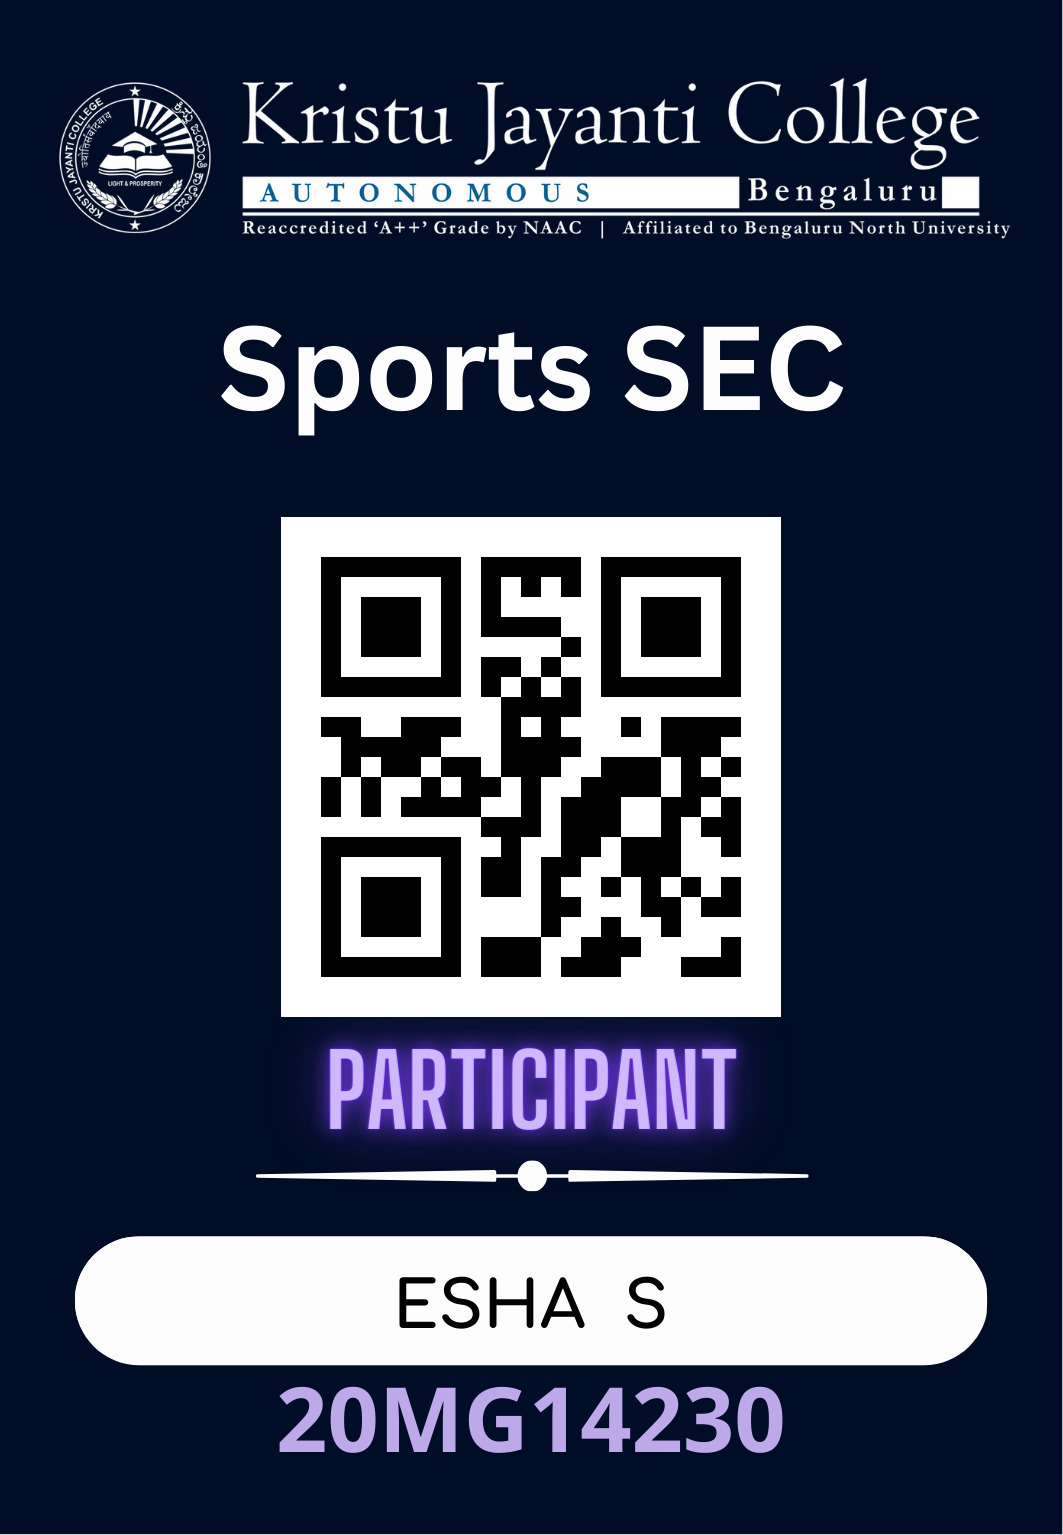 KRISTU JAYANTI COLLEGE
ಕ್ರಿಸ್ತು ಜಯಂತಿ ಕಾಲೇಜು
LIGHT & PROSPERITY
Kristu Jayanti College
AUTONOMOUS Bengaluru
Reaccredited ‘A++’ Grade by NAAC | Affiliated to Bengaluru North University
Sports SEC
PARTICIPANT
ESHA S
20MG14230